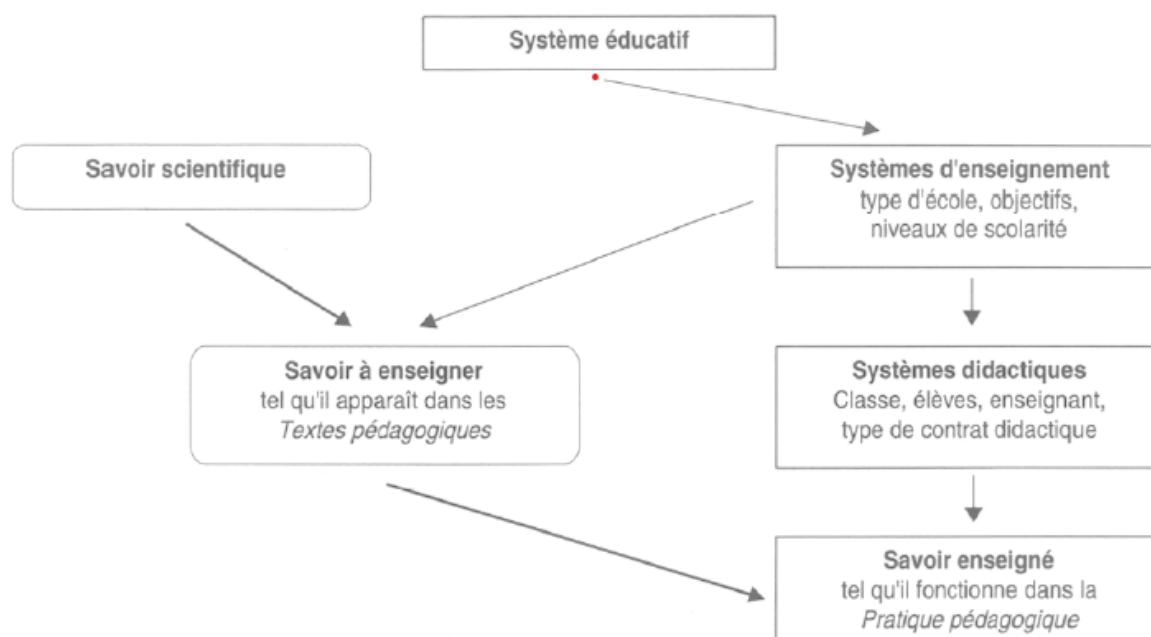 Système éducatif
Savoir scientifique
Systèmes d'enseignement
type d'école, objectifs,
niveaux de scolarité
Savoir à enseigner
tel qu'il apparaît dans les
Textes pédagogiques
Systèmes didactiques
Classe, élèves, enseignant,
type de contrat didactique
Savoir enseigné
tel qu'il fonctionne dans la
Pratique pédagogique